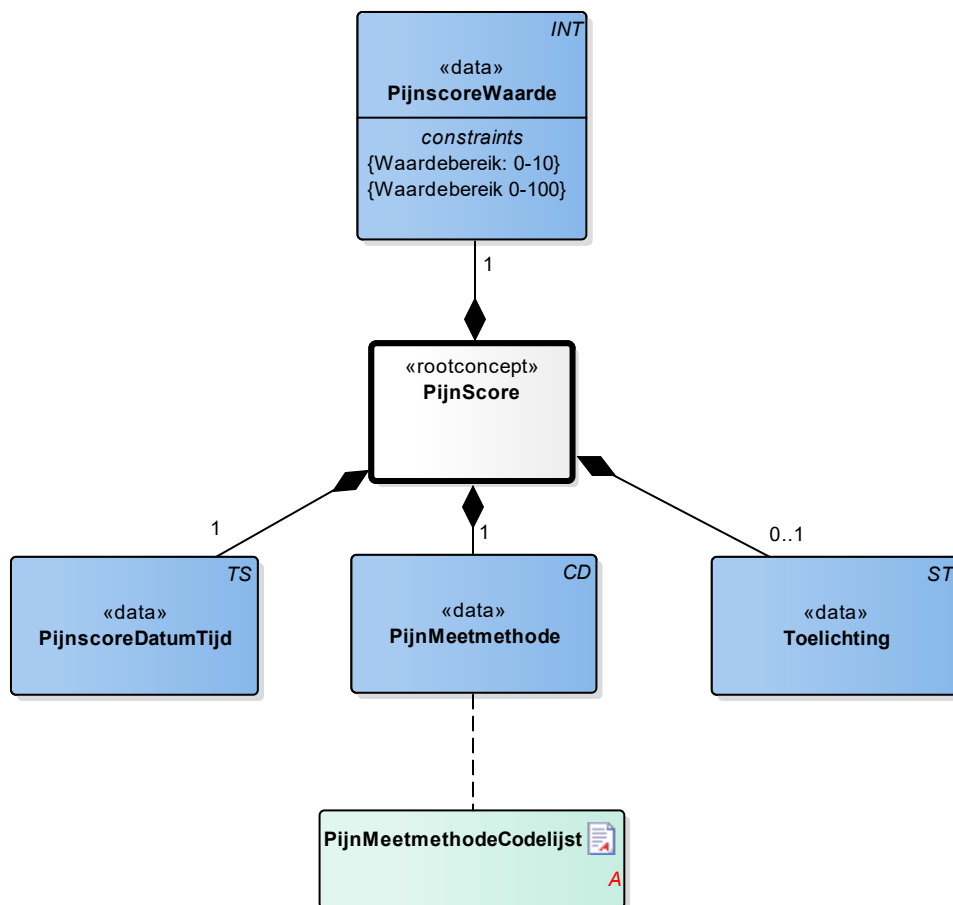 INT
«data»
PijnscoreWaarde
constraints
{Waardebereik: 0-10}
{Waardebereik 0-100}
1
«rootconcept»
PijnScore
1
1
0..1
TS
«data»
PijnscoreDatumTijd
CD
«data»
PijnMeetmethode
ST
«data»
Toelichting
PijnMeetmethodeCodelijst
A